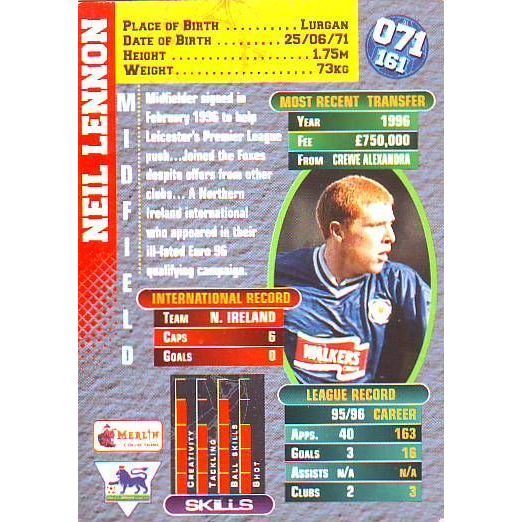 NEIL LENNON
MIDFIELD
PLACE OF BIRTH .......... LURGAN
DATE OF BIRTH ...... 25/06/71
HEIGHT ...................... 1.75M
WEIGHT..................... 73KG
071
161
Midfielder signed in
February 1996 to help
Leicester's Premier League
push...Joined the Foxes
despite offers from other
clubs... A Northern
Ireland international
who appeared in their
ill-fated Euro 96
qualifying campaign.
MOST RECENT TRANSFER
YEAR 1996
FEE £750,000
FROM CREWE ALEXANDRA
INTERNATIONAL RECORD
TEAM N. IRELAND
CAPS 6
GOALS 0
WALKERS
LEAGUE RECORD
95/96 CAREER
APPS. 40 163
GOALS 3 16
ASSISTS N/A N/A
CLUBS 2 3
MERLIN
CREATIVITY
TACKLING
BALL SKILLS
SHOT
SKILLS